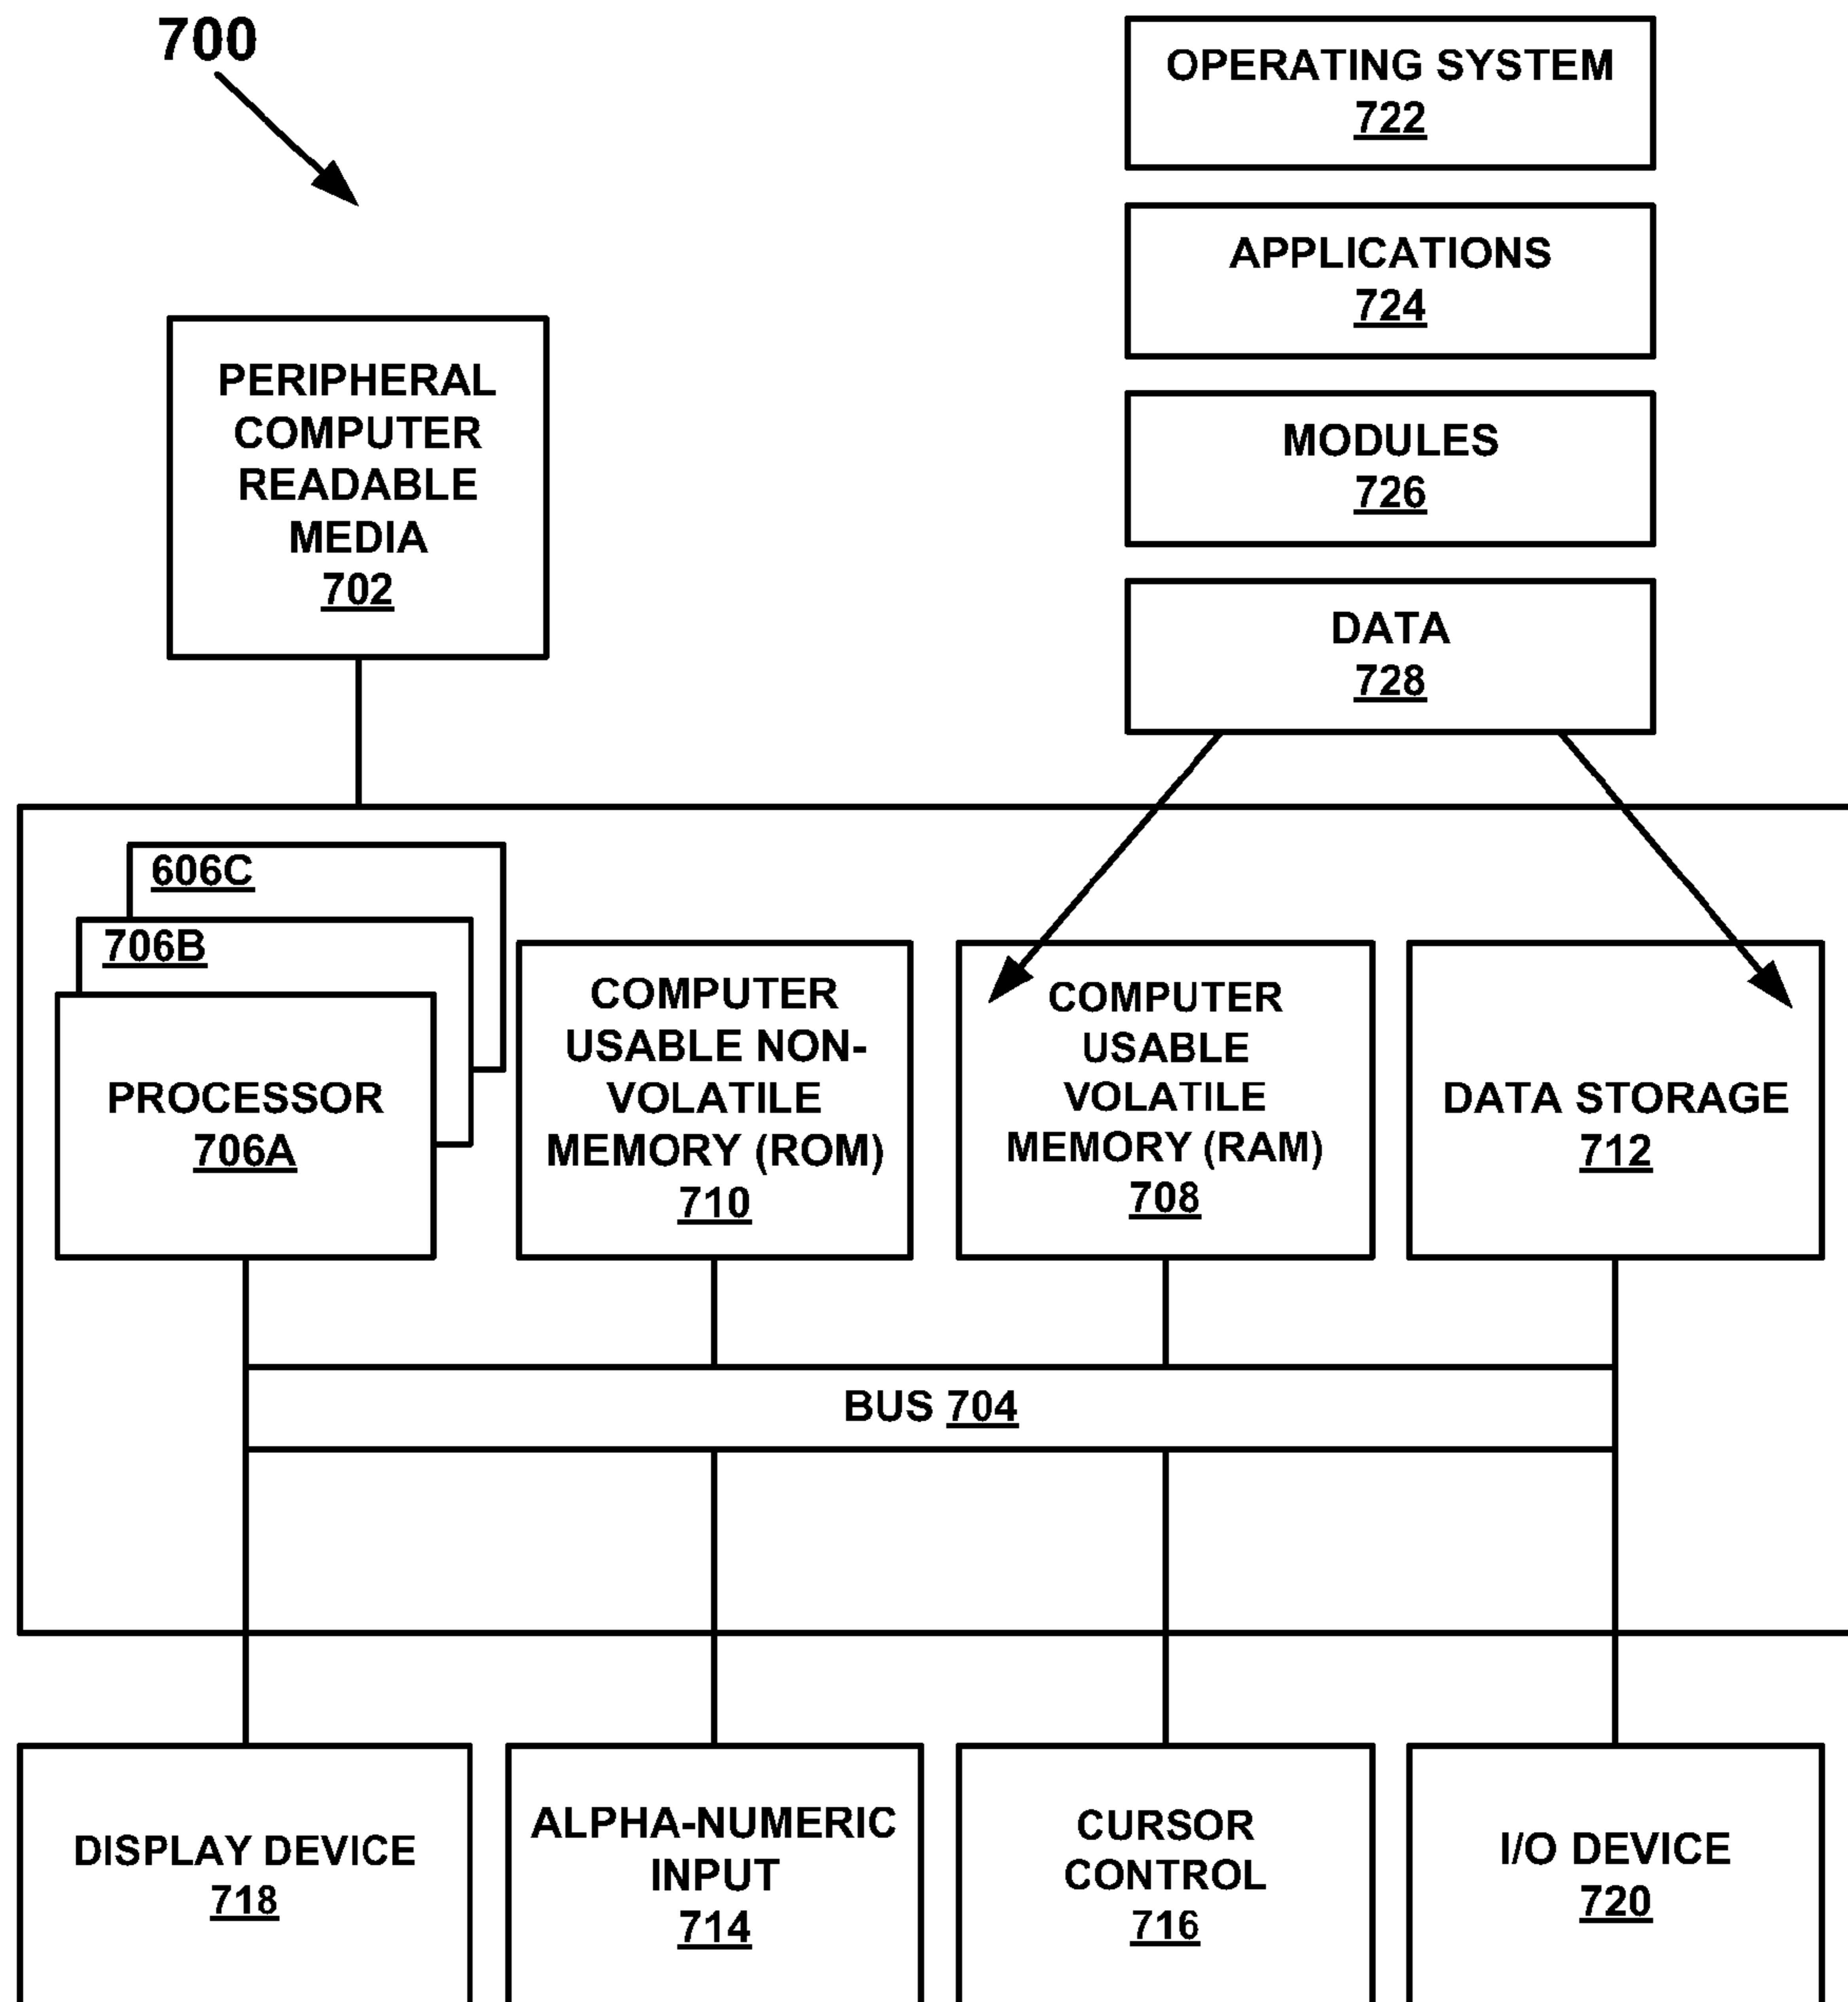 700
OPERATING SYSTEM
722
APPLICATIONS
724
MODULES
726
DATA
728
PERIPHERAL
COMPUTER
READABLE
MEDIA
702
606C
706B
PROCESSOR
706A
COMPUTER
USABLE NON-
VOLATILE
MEMORY (ROM)
710
COMPUTER
USABLE
VOLATILE
MEMORY (RAM)
708
DATA STORAGE
712
BUS 704
DISPLAY DEVICE
718
ALPHA-NUMERIC
INPUT
714
CURSOR
CONTROL
716
I/O DEVICE
720